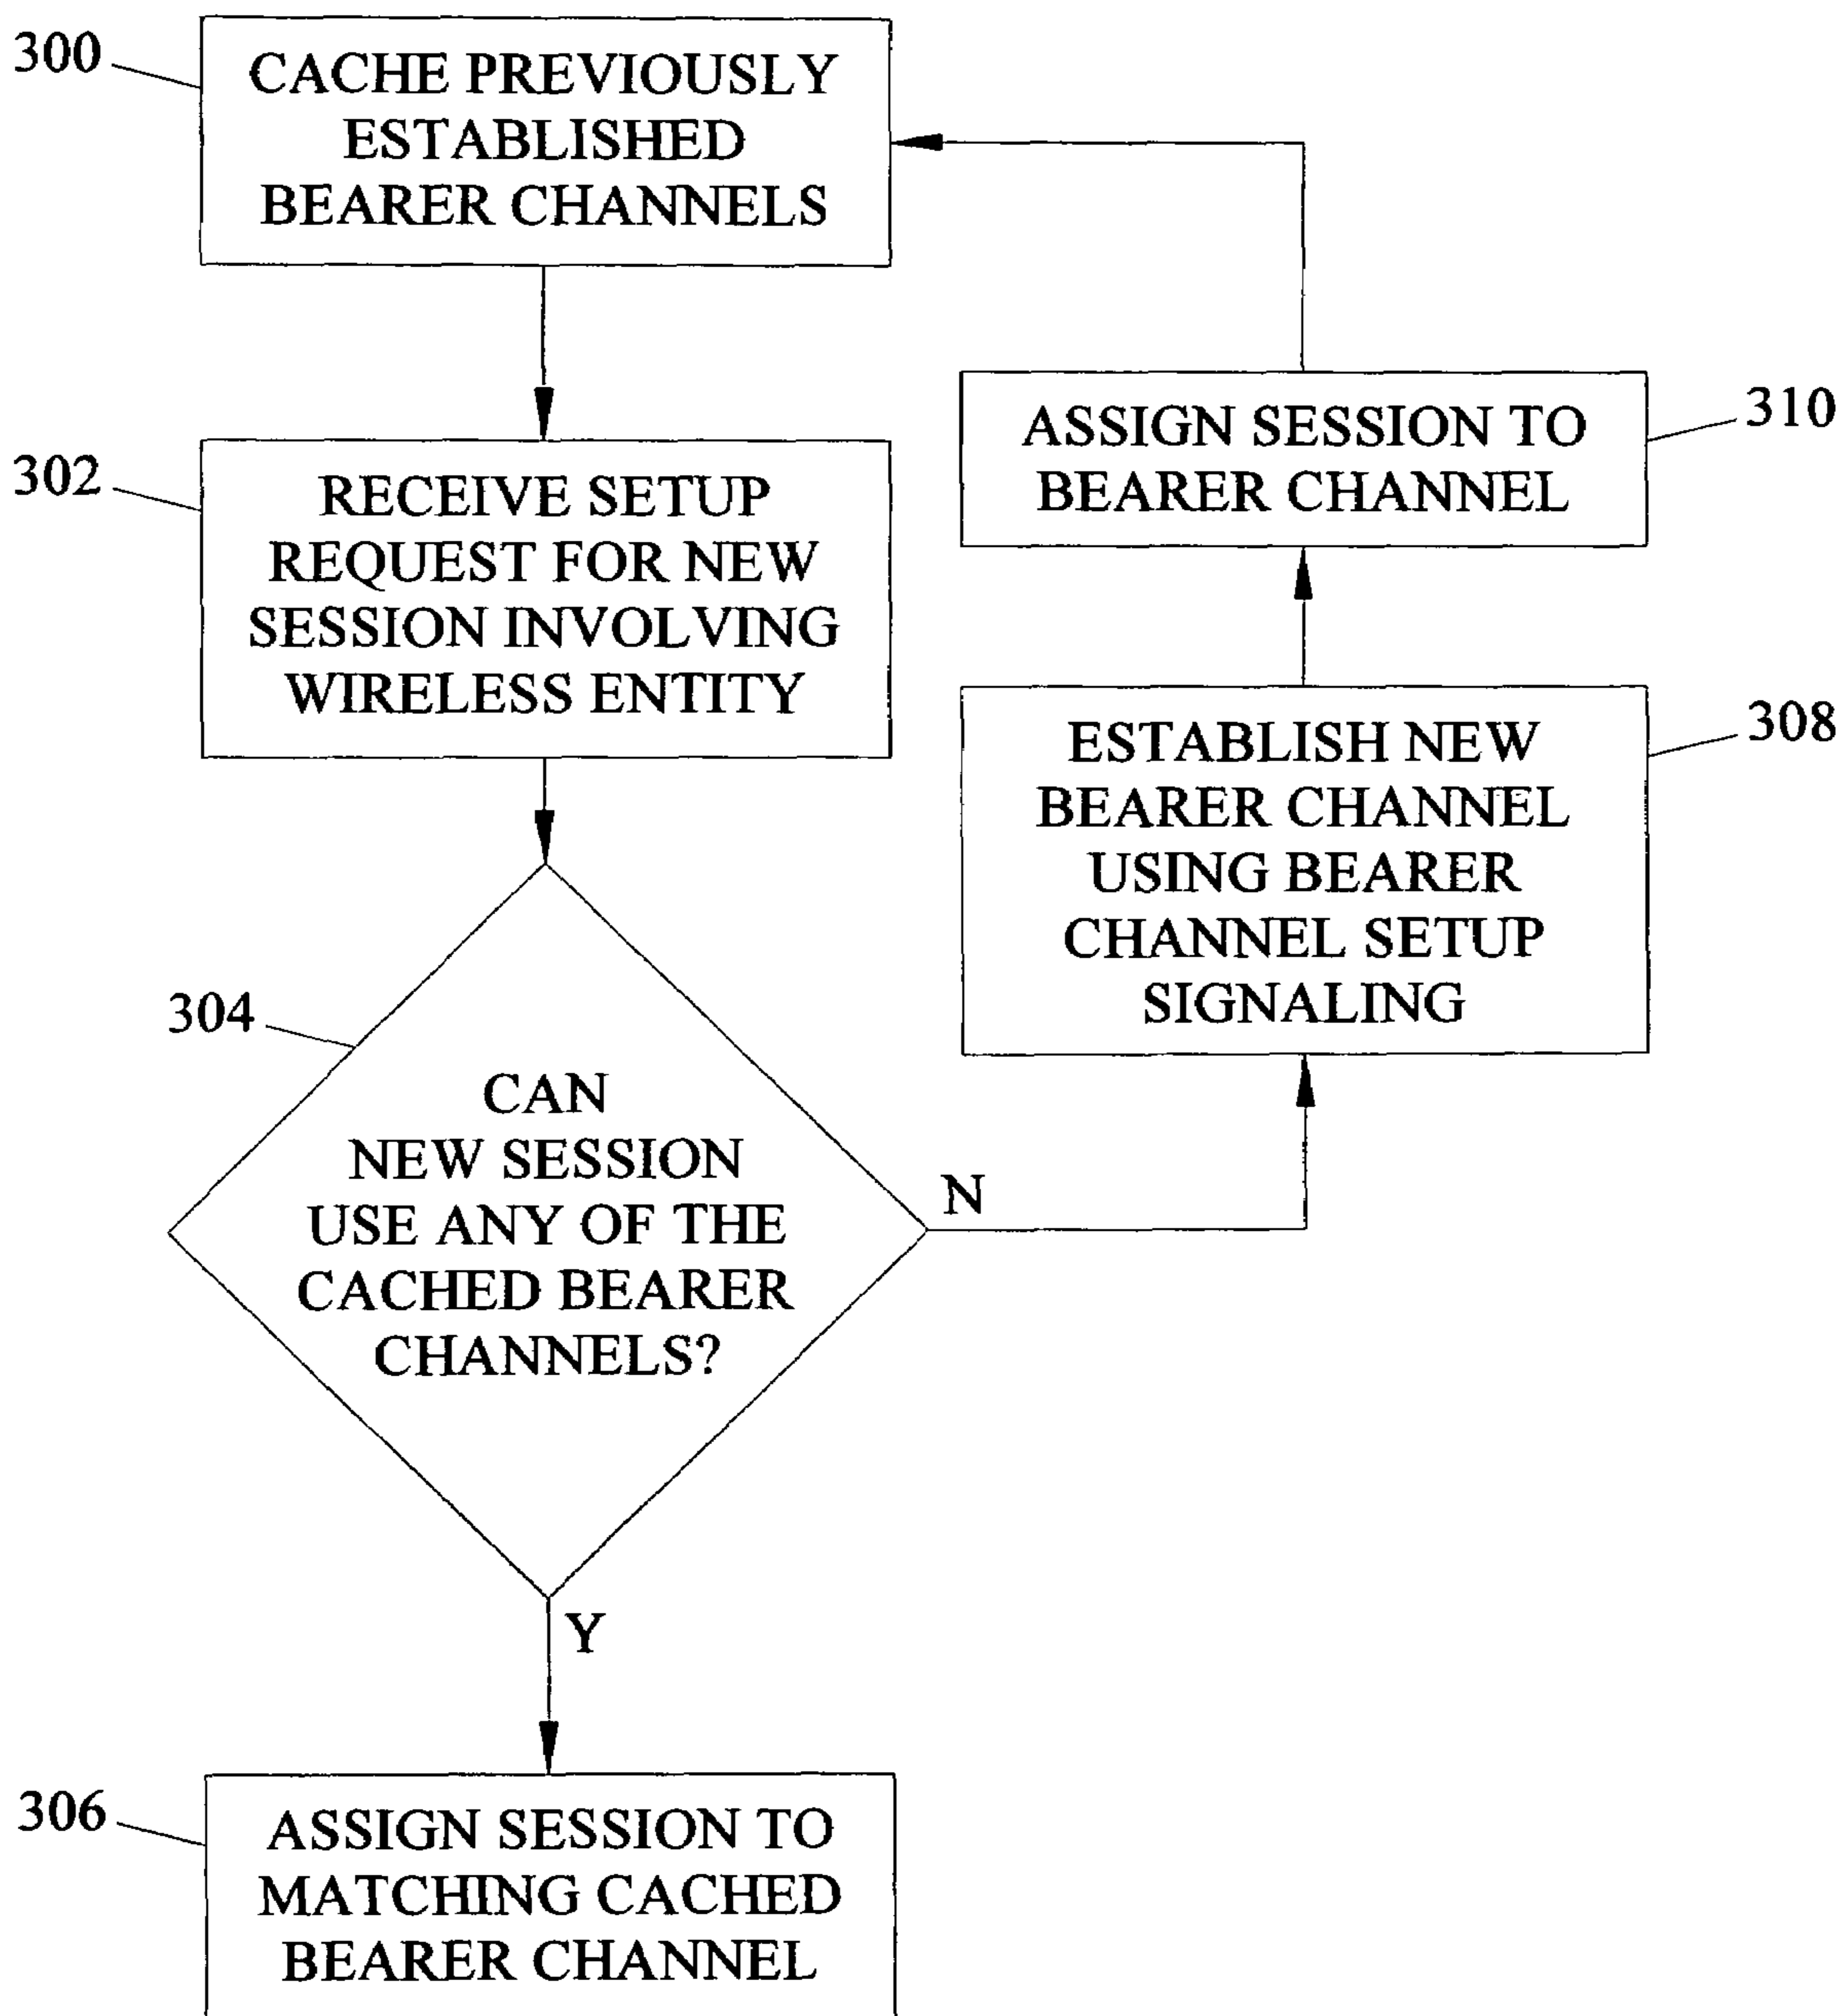 300
CACHE PREVIOUSLY
ESTABLISHED
BEARER CHANNELS
302
RECEIVE SETUP
REQUEST FOR NEW
SESSION INVOLVING
WIRELESS ENTITY
304
CAN
NEW SESSION
USE ANY OF THE
CACHED BEARER
CHANNELS?
N
Y
306
ASSIGN SESSION TO
MATCHING CACHED
BEARER CHANNEL
308
ESTABLISH NEW
BEARER CHANNEL
USING BEARER
CHANNEL SETUP
SIGNALING
310
ASSIGN SESSION TO
BEARER CHANNEL